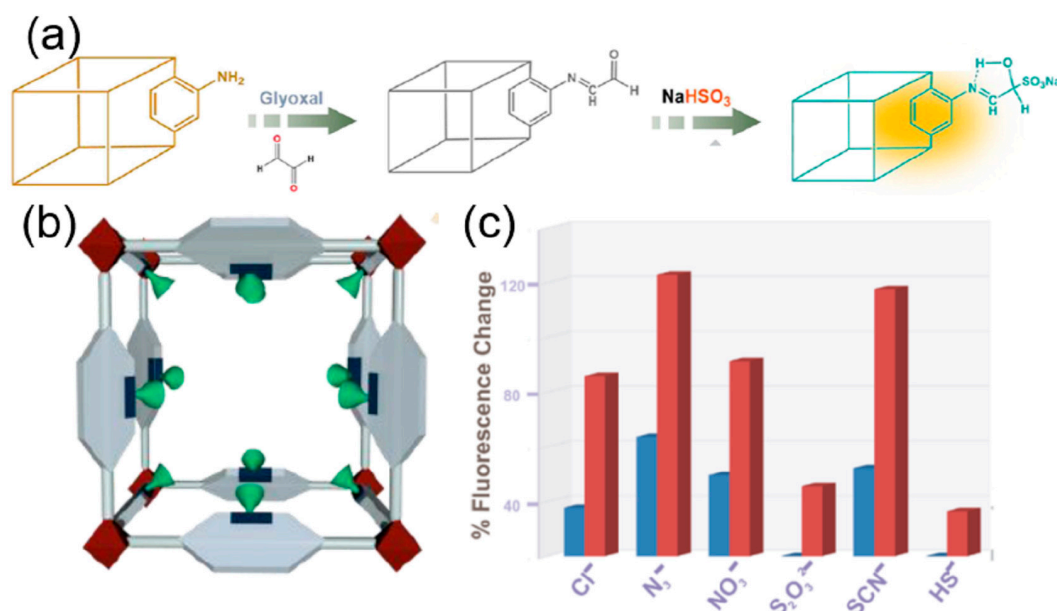 (a)
NH₂
Glyoxal
O
H
H
O
N
C
H
O
NaHSO₃
H
O
N
SO₃Na
C
H
H
(b)
(c)
% Fluorescence Change
120
80
40
Cl⁻
N₃⁻
NO₃⁻
S₂O₃²⁻
SCN⁻
HS⁻